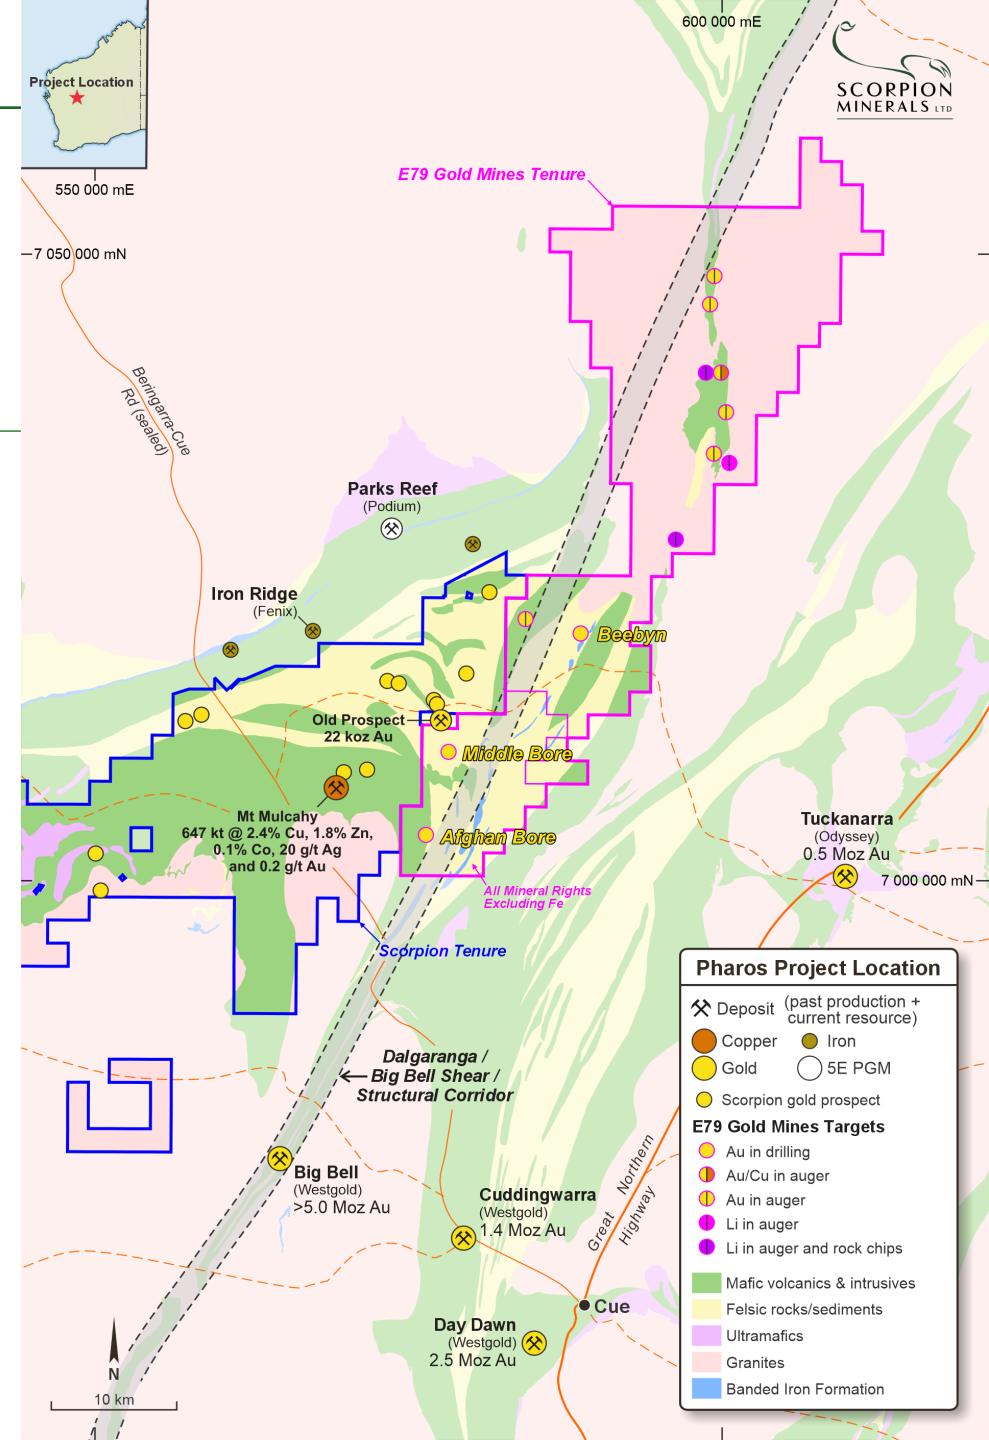 600 000 mE
Project Location
SCORPION
MINERALS LTD
550 000 mE
E79 Gold Mines Tenure
7 050 000 mN
Beringarra-Cue
Rd (sealed)
Parks Reef
(Podium)
Iron Ridge
(Fenix)
Beebyn
Old Prospect
22 koz Au
Middle Bore
Mt Mulcahy
647 kt @ 2.4% Cu, 1.8% Zn,
0.1% Co, 20 g/t Ag
and 0.2 g/t Au
Afghan Bore
Tuckanarra
(Odyssey)
0.5 Moz Au
7 000 000 mN
All Mineral Rights
Excluding Fe
Scorpion Tenure
Dalgaranga /
Big Bell Shear /
Structural Corridor
Big Bell
(Westgold)
>5.0 Moz Au
Cuddingwarra
(Westgold)
1.4 Moz Au
Great Northern
Highway
Cue
Day Dawn
(Westgold)
2.5 Moz Au
N
10 km
Pharos Project Location
Deposit (past production +
current resource)
Copper Iron
Gold 5E PGM
Scorpion gold prospect
E79 Gold Mines Targets
Au in drilling
Au/Cu in auger
Au in auger
Li in auger
Li in auger and rock chips
Mafic volcanics & intrusives
Felsic rocks/sediments
Ultramafics
Granites
Banded Iron Formation